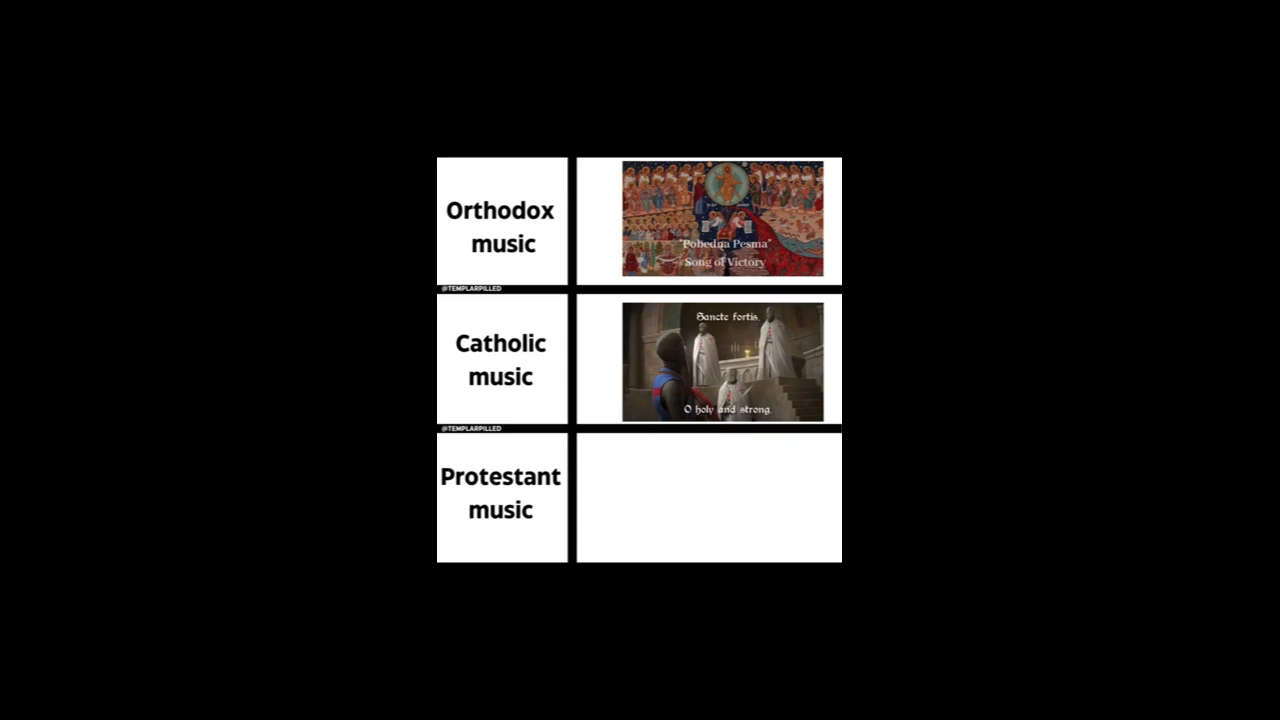 Orthodox
music
"Pobedna Pesma"
Song of Victory
@TEMPLARPILLED
Catholic
music
Sancte fortis,
O holy and strong,
@TEMPLARPILLED
Protestant
music